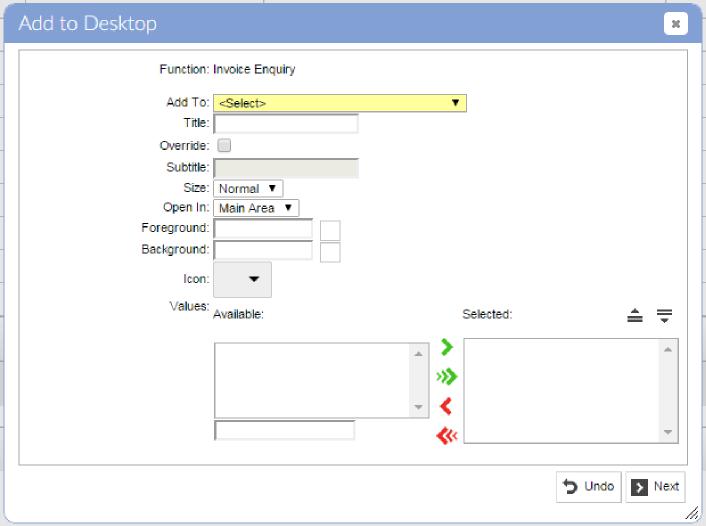 Add to Desktop
Function: Invoice Enquiry
Add To: <Select>
Title:
Override:
Subtitle:
Size: Normal
Open In: Main Area
Foreground:
Background:
Icon:
Values: Available: Selected:
Undo Next